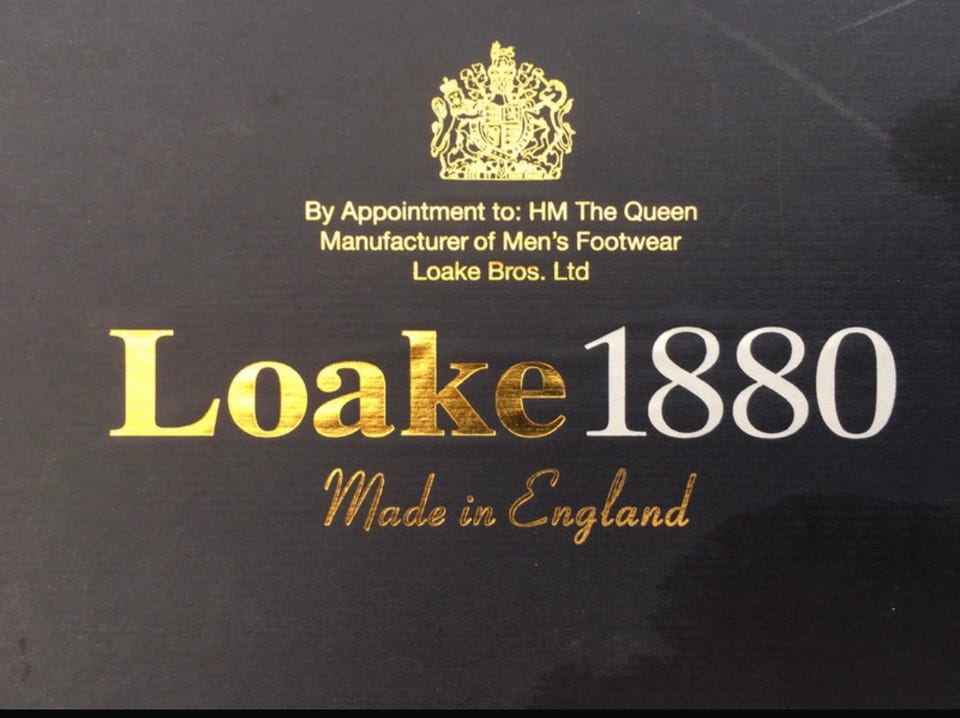 By Appointment to: HM The Queen
Manufacturer of Men's Footwear
Loake Bros. Ltd
Loake 1880
Made in England